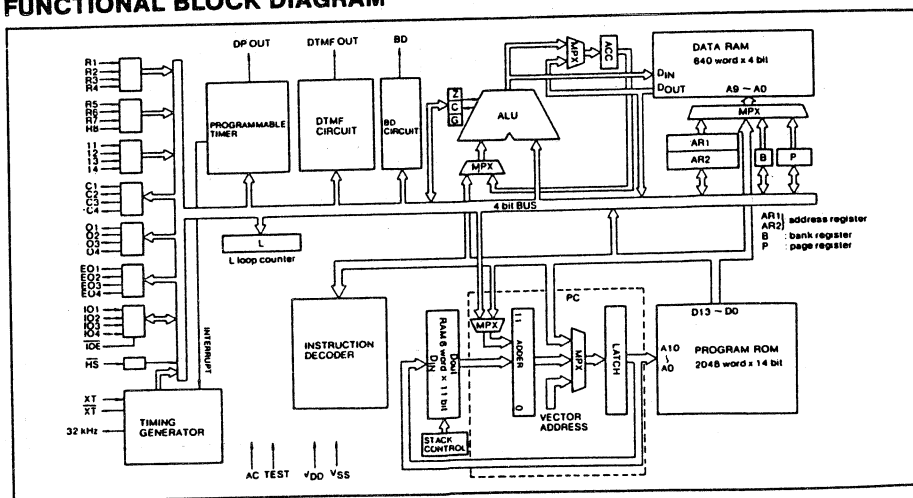 FUNCTIONAL BLOCK DIAGRAM
DP OUT
DTMF OUT
BD
R1
R2
R3
R4
R5
R6
R7
R8
I1
I2
I3
I4
C1
C2
C3
C4
O1
O2
O3
O4
EO1
EO2
EO3
EO4
IO1
IO2
IO3
IO4
IOE
HS
XT
XT
32 kHz
PROGRAMMABLE
TIMER
DTMF
CIRCUIT
BD
CIRCUIT
Z
C
G
ALU
MPX
MPX
ACC
DATA RAM
640 word x 4 bit
DIN
DOUT
A9 ~ A0
MPX
AR1
AR2
B
P
4 bit BUS
AR1
AR2
address register
B : bank register
P : page register
L
L loop counter
INTERRUPT
TIMING
GENERATOR
AC TEST
VDD VSS
INSTRUCTION
DECODER
RAM 6 word x 11 bit
DIN
Dout
STACK
CONTROL
MPX
11
ADDER
0
PC
MPX
LATCH
VECTOR
ADDRESS
D13 ~ D0
A10
~
A0
PROGRAM ROM
2048 word x 14 bit